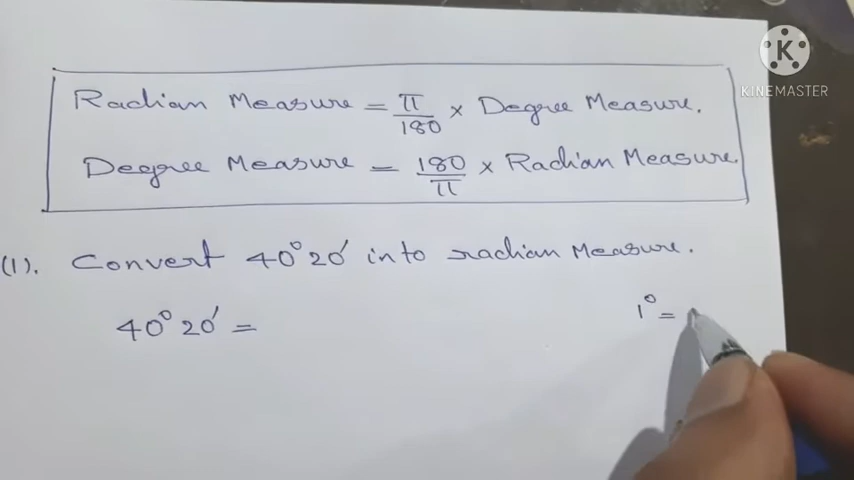 K
KINEMASTER
Radian Measure = π/180 × Degree Measure.
Degree Measure = 180/π × Radian Measure.
(1). Convert 40° 20′ into radian Measure.
40° 20′ =
1° =